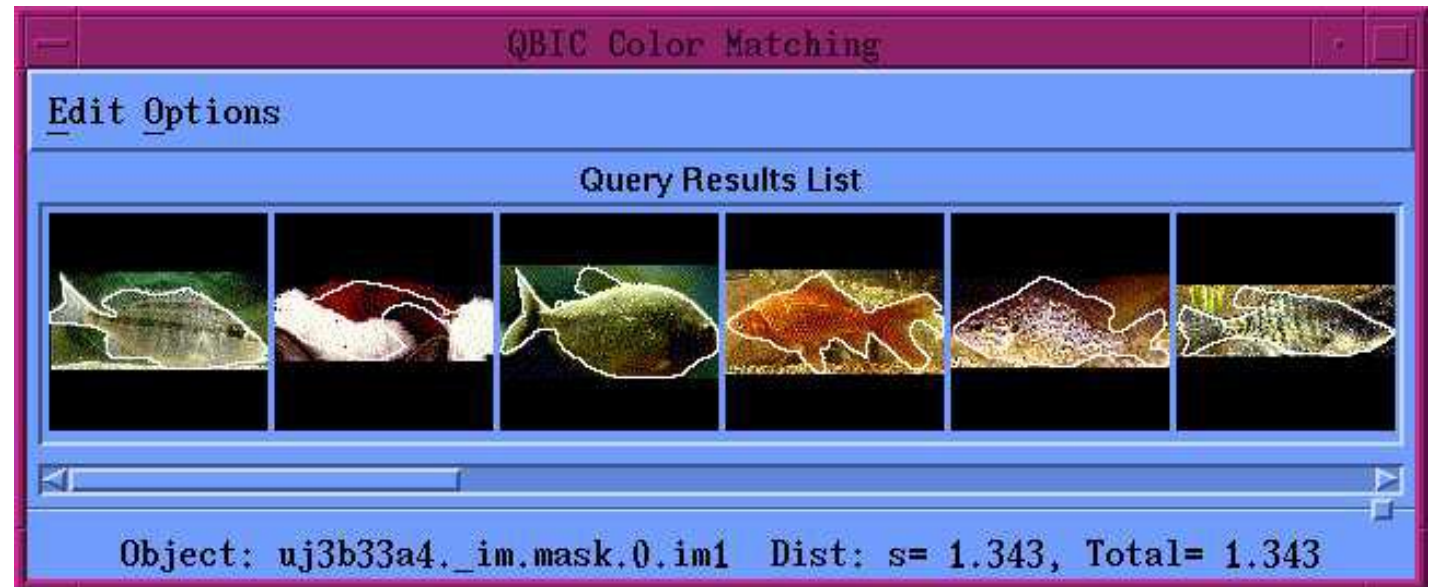 QBIC Color Matching
Edit Options
Query Results List
Object: uj3b33a4._im.mask.0.im1 Dist: s= 1.343, Total= 1.343